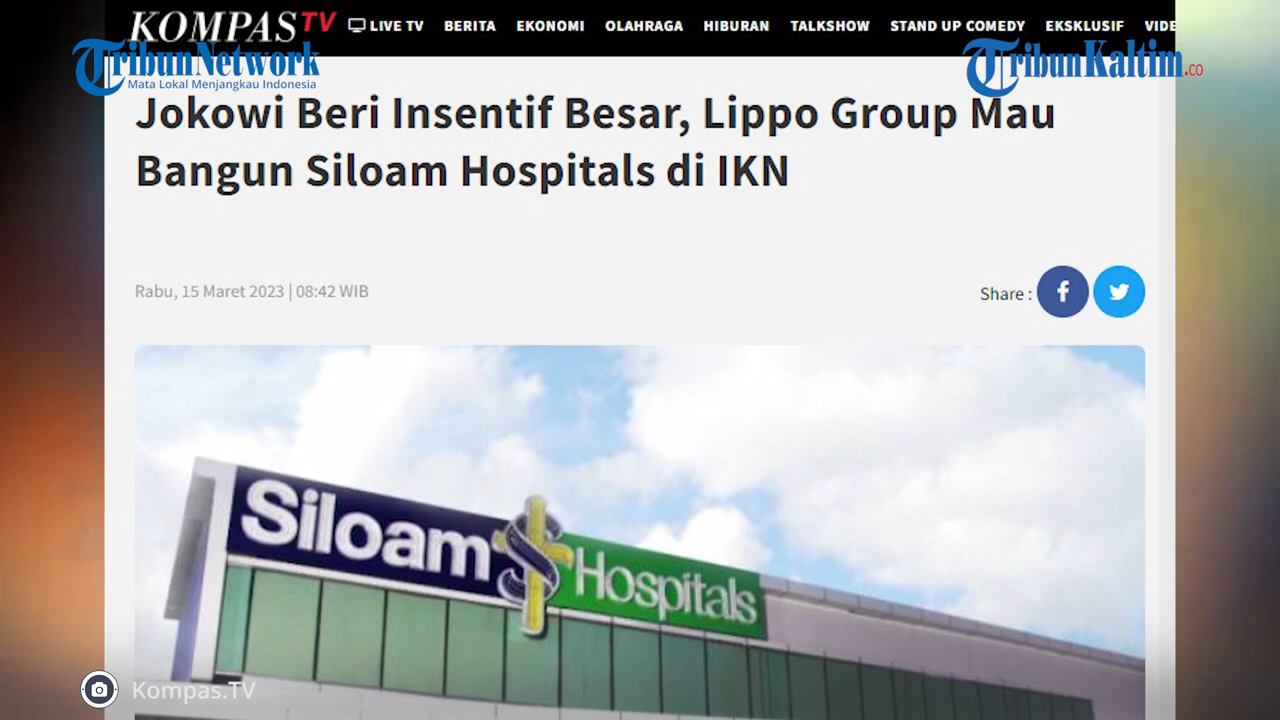 KOMPASTV LIVE TV BERITA EKONOMI OLAHRAGA HIBURAN TALKSHOW STAND UP COMEDY EKSKLUSIF VIDE
TribunNetwork
Mata Lokal Menjangkau Indonesia
TribunKaltim.co
Jokowi Beri Insentif Besar, Lippo Group Mau
Bangun Siloam Hospitals di IKN
Rabu, 15 Maret 2023 | 08:42 WIB
Share :
Siloam Hospitals
Kompas.TV